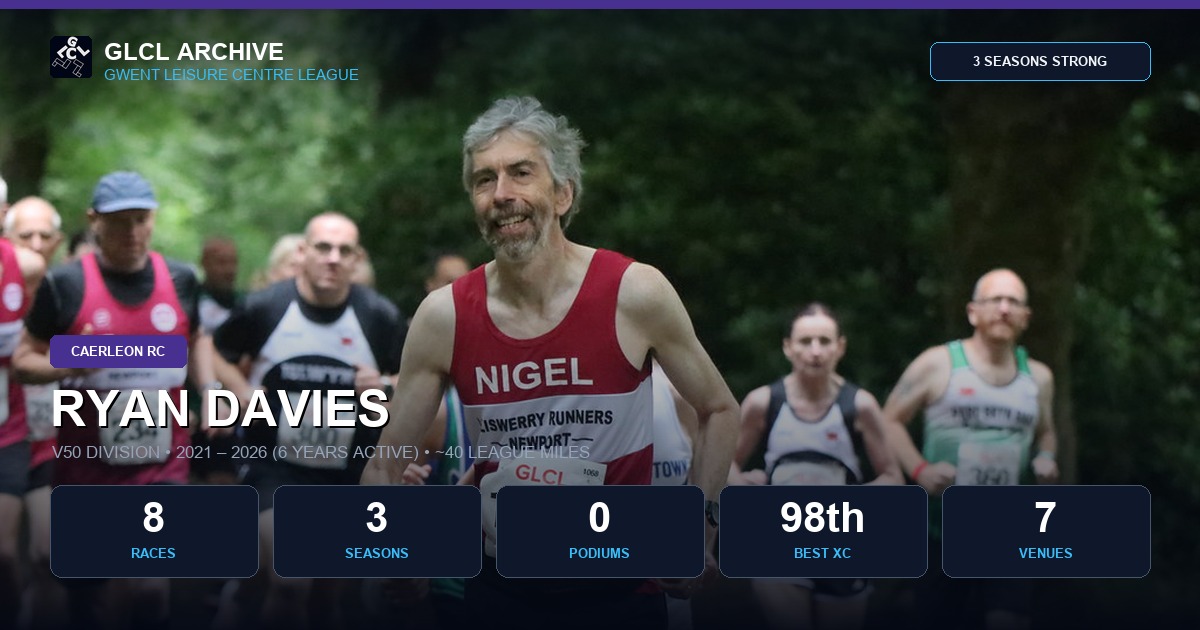 GLCL ARCHIVE
GWENT LEISURE CENTRE LEAGUE
3 SEASONS STRONG
NIGEL
LISWERRY RUNNERS
NEWPORT
CAERLEON RC
RYAN DAVIES
V50 DIVISION • 2021 – 2026 (6 YEARS ACTIVE) • ~40 LEAGUE MILES
GLCL
1068
TOWN
8
RACES
3
SEASONS
0
PODIUMS
98th
BEST XC
7
VENUES